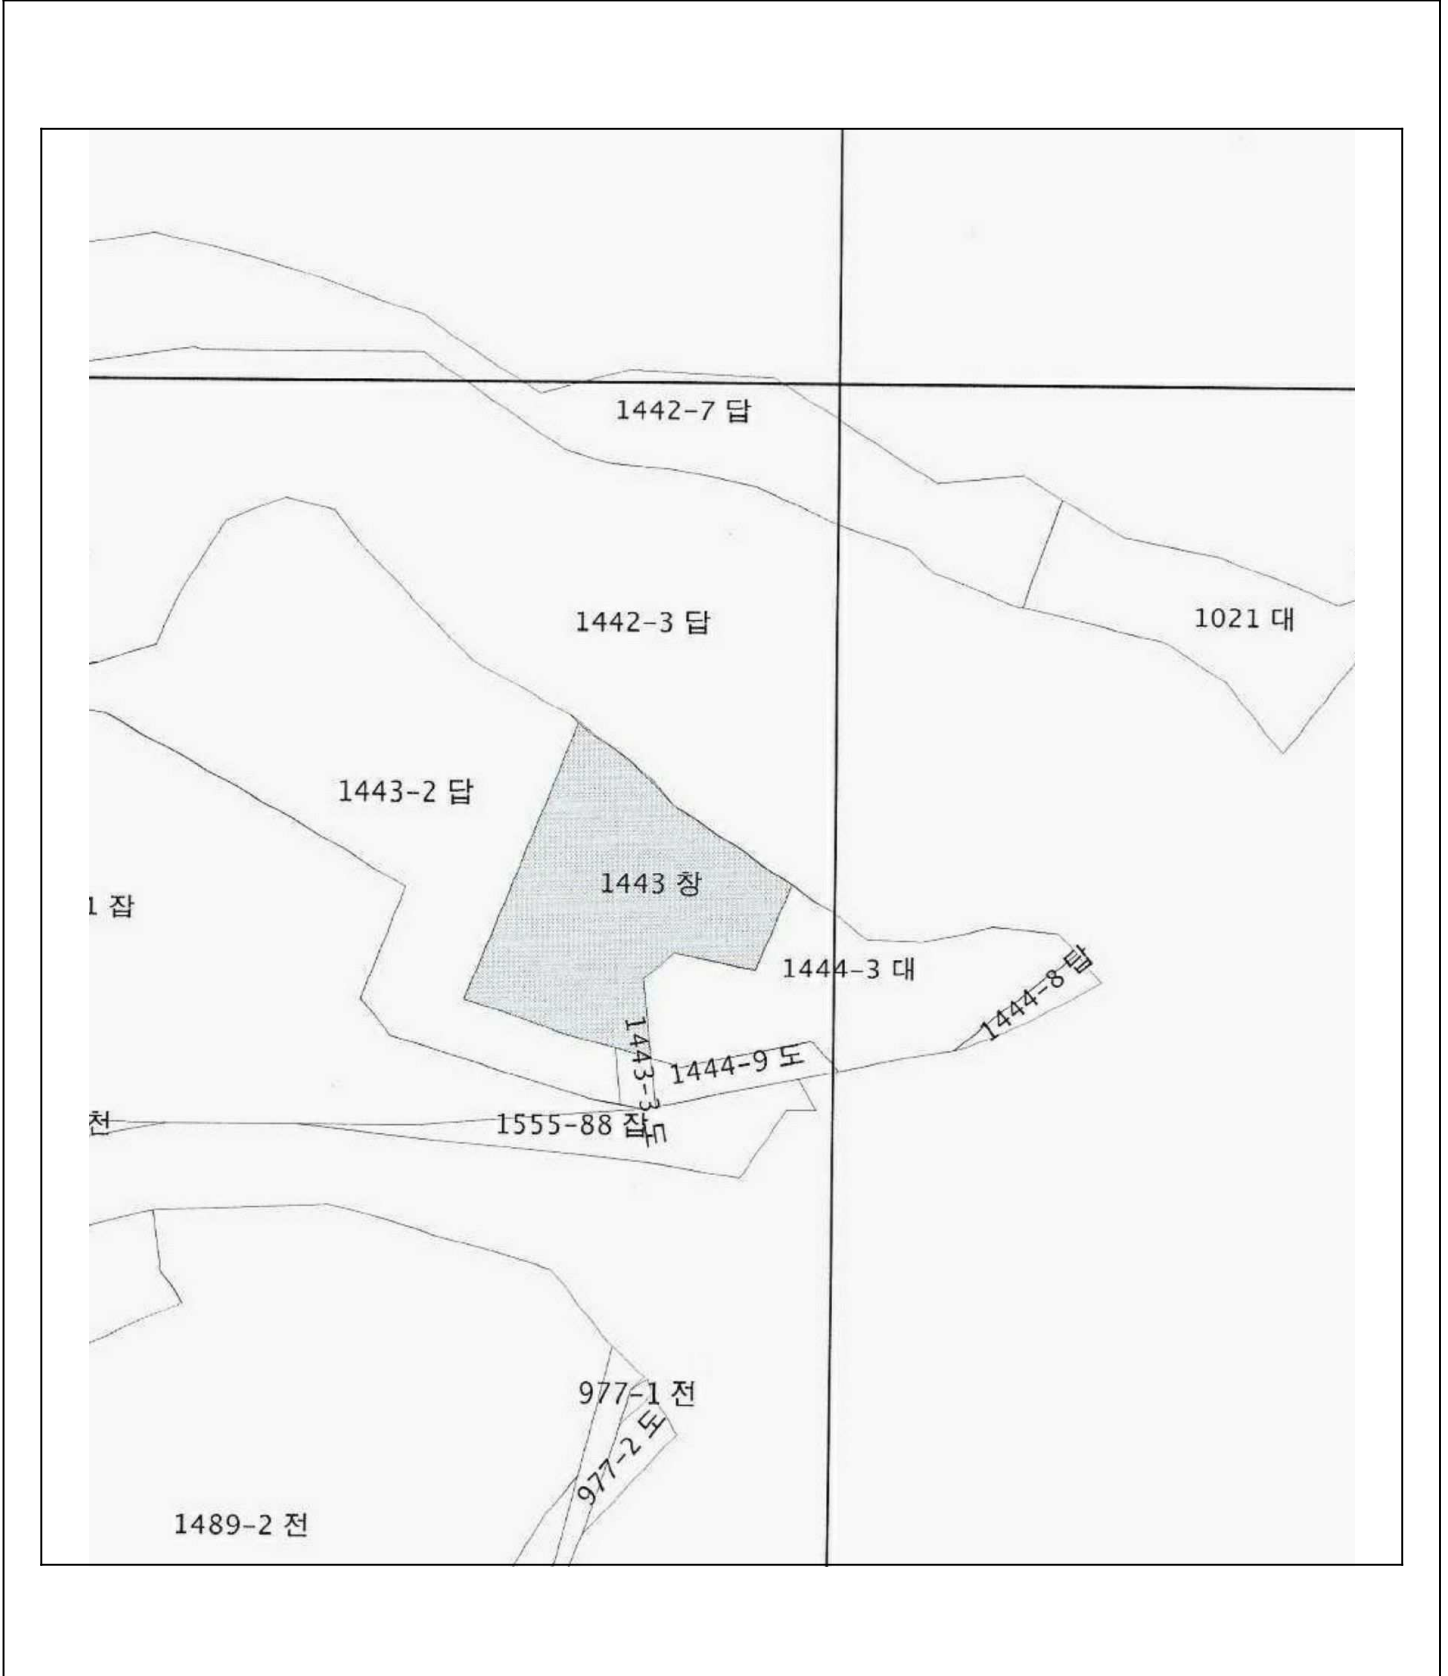 1442-7 답
1442-3 답
1021 대
1443-2 답
1443 창
1 잡
1444-3 대
1444-8 답
1443-3 도
1444-9 도
1555-88 잡
천
977-1 전
977-2 도
1489-2 전